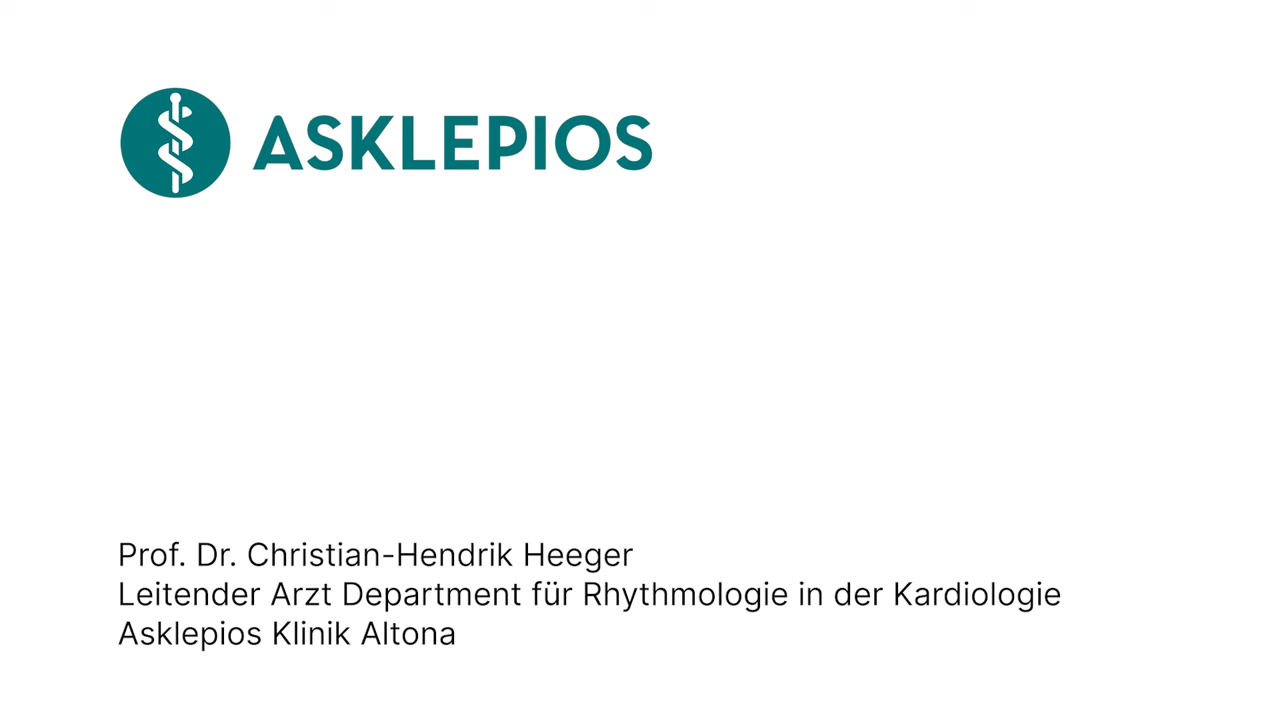 ASKLEPIOS
Prof. Dr. Christian-Hendrik Heeger
Leitender Arzt Department für Rhythmologie in der Kardiologie
Asklepios Klinik Altona